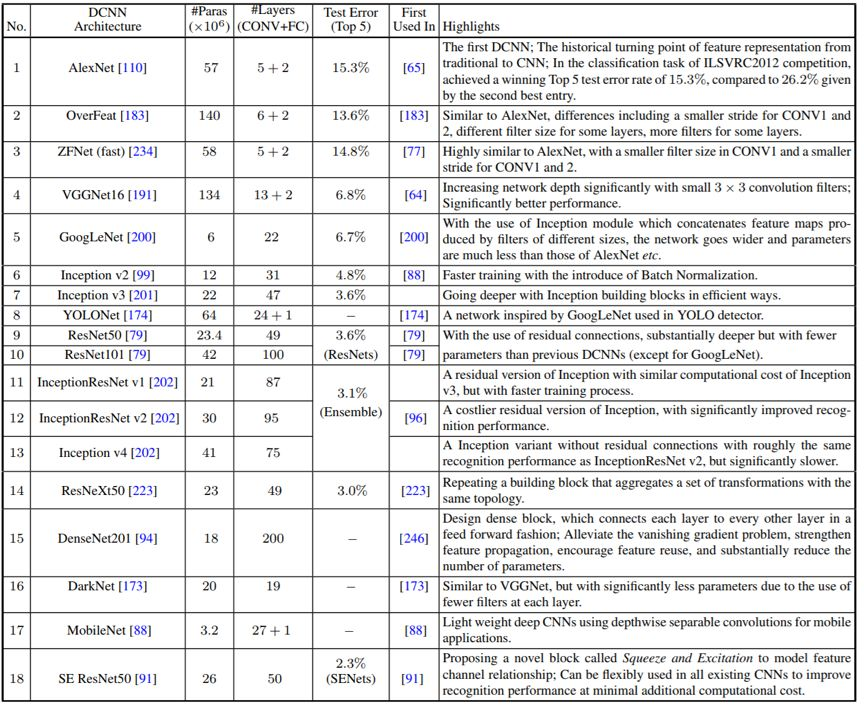 No. DCNN Architecture #Paras (×10⁶) #Layers (CONV+FC) Test Error (Top 5) First Used In Highlights
1 AlexNet [110] 57 5 + 2 15.3% [65] The first DCNN; The historical turning point of feature representation from
traditional to CNN; In the classification task of ILSVRC2012 competition,
achieved a winning Top 5 test error rate of 15.3%, compared to 26.2% given
by the second best entry.
2 OverFeat [183] 140 6 + 2 13.6% [183] Similar to AlexNet, differences including a smaller stride for CONV1 and
2, different filter size for some layers, more filters for some layers.
3 ZFNet (fast) [234] 58 5 + 2 14.8% [77] Highly similar to AlexNet, with a smaller filter size in CONV1 and a smaller
stride for CONV1 and 2.
4 VGGNet16 [191] 134 13 + 2 6.8% [64] Increasing network depth significantly with small 3 × 3 convolution filters;
Significantly better performance.
5 GoogLeNet [200] 6 22 6.7% [200] With the use of Inception module which concatenates feature maps pro-
duced by filters of different sizes, the network goes wider and parameters
are much less than those of AlexNet etc.
6 Inception v2 [99] 12 31 4.8% [88] Faster training with the introduce of Batch Normalization.
7 Inception v3 [201] 22 47 3.6% Going deeper with Inception building blocks in efficient ways.
8 YOLONet [174] 64 24 + 1 − [174] A network inspired by GoogLeNet used in YOLO detector.
9 ResNet50 [79] 23.4 49 3.6% [79] With the use of residual connections, substantially deeper but with fewer
10 ResNet101 [79] 42 100 (ResNets) [79] parameters than previous DCNNs (except for GoogLeNet).
11 InceptionResNet v1 [202] 21 87 3.1% A residual version of Inception with similar computational cost of Inception
v3, but with faster training process.
12 InceptionResNet v2 [202] 30 95 (Ensemble) [96] A costlier residual version of Inception, with significantly improved recog-
nition performance.
13 Inception v4 [202] 41 75 A Inception variant without residual connections with roughly the same
recognition performance as InceptionResNet v2, but significantly slower.
14 ResNeXt50 [223] 23 49 3.0% [223] Repeating a building block that aggregates a set of transformations with the
same topology.
15 DenseNet201 [94] 18 200 − [246] Design dense block, which connects each layer to every other layer in a
feed forward fashion; Alleviate the vanishing gradient problem, strengthen
feature propagation, encourage feature reuse, and substantially reduce the
number of parameters.
16 DarkNet [173] 20 19 − [173] Similar to VGGNet, but with significantly less parameters due to the use of
fewer filters at each layer.
17 MobileNet [88] 3.2 27 + 1 − [88] Light weight deep CNNs using depthwise separable convolutions for mobile
applications.
18 SE ResNet50 [91] 26 50 2.3% (SENets) [91] Proposing a novel block called Squeeze and Excitation to model feature
channel relationship; Can be flexibly used in all existing CNNs to improve
recognition performance at minimal additional computational cost.